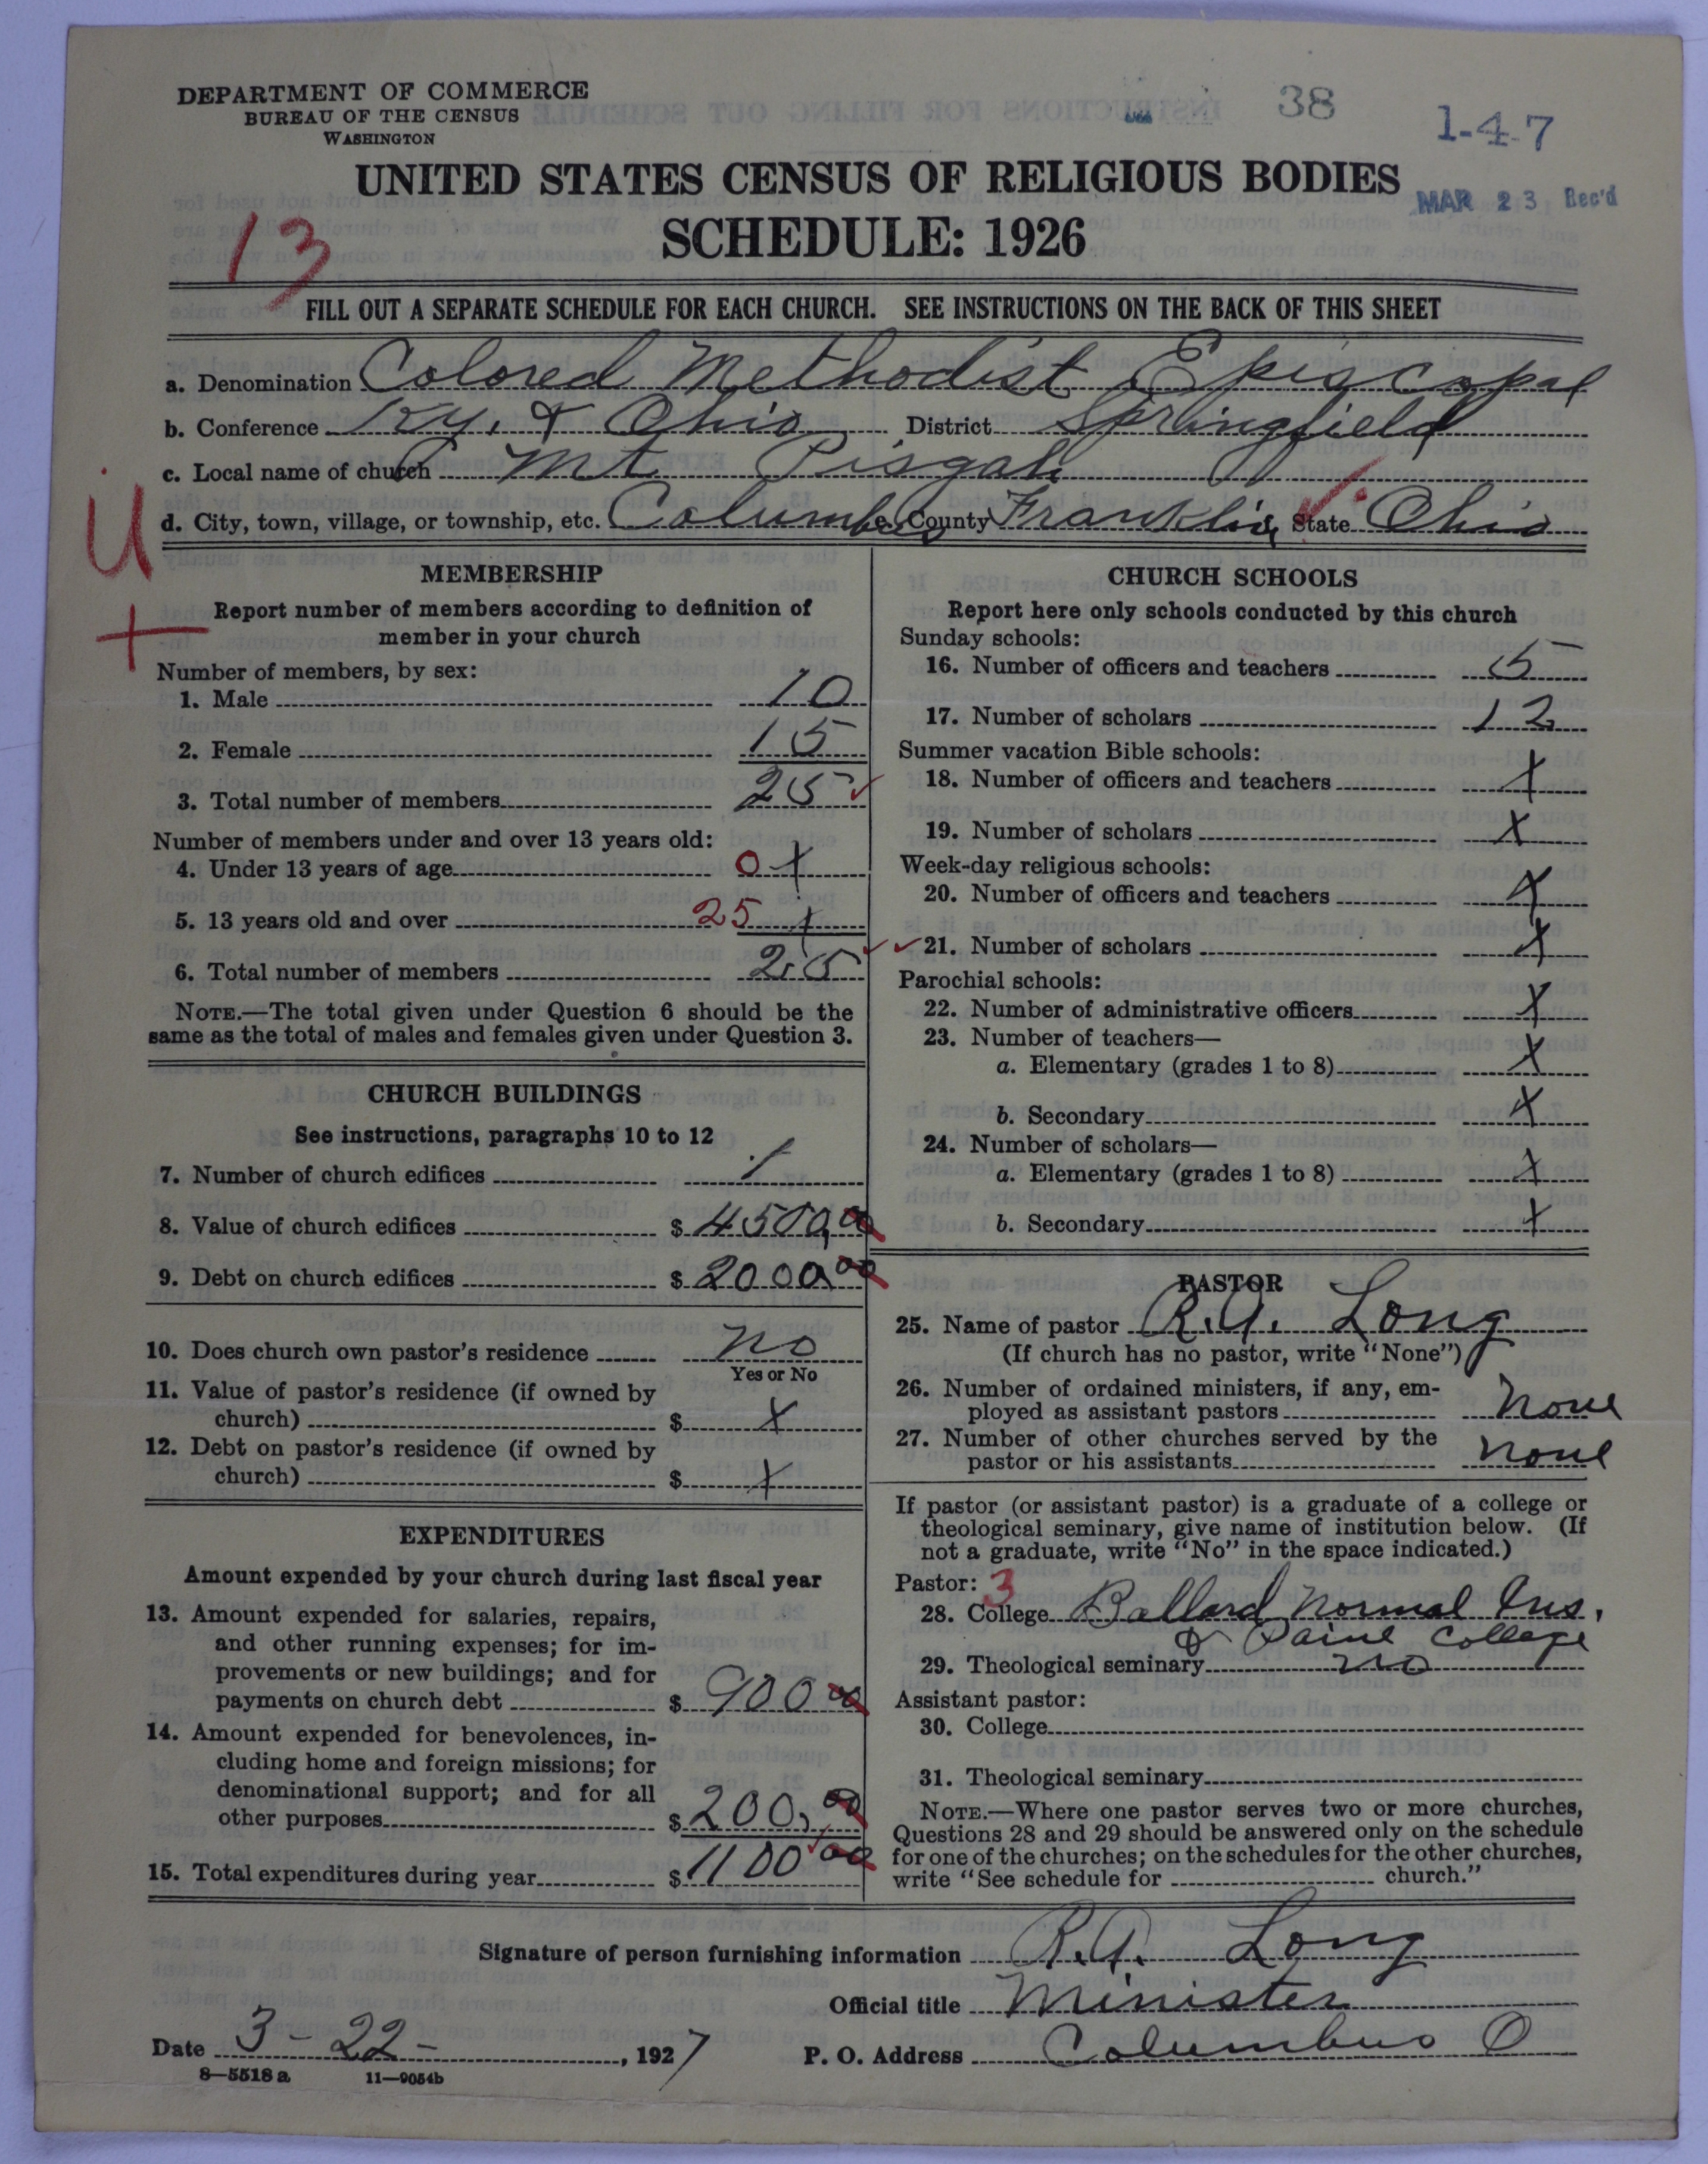 DEPARTMENT OF COMMERCE
BUREAU OF THE CENSUS
WASHINGTON
38
1-4-7
UNITED STATES CENSUS OF RELIGIOUS BODIES
MAR 23 Rec'd
SCHEDULE: 1926
13
FILL OUT A SEPARATE SCHEDULE FOR EACH CHURCH. SEE INSTRUCTIONS ON THE BACK OF THIS SHEET
a. Denomination Colored Methodist Episcopal
b. Conference Ky. & Ohio District Springfield
c. Local name of church Mt. Pisgah
d. City, town, village, or township, etc. Columbus e. County Franklin State Ohio
U
+
MEMBERSHIP
Report number of members according to definition of
member in your church
Number of members, by sex:
1. Male 10
2. Female 15
3. Total number of members 25 ✓
Number of members under and over 13 years old:
4. Under 13 years of age 0 x
5. 13 years old and over 25 x
6. Total number of members 25 ✓
NOTE.—The total given under Question 6 should be the
same as the total of males and females given under Question 3.
CHURCH BUILDINGS
See instructions, paragraphs 10 to 12
7. Number of church edifices 1
8. Value of church edifices $ 4500,00
9. Debt on church edifices $ 2000,00
10. Does church own pastor's residence no
Yes or No
11. Value of pastor's residence (if owned by
church) $ x
12. Debt on pastor's residence (if owned by
church) $ x
EXPENDITURES
Amount expended by your church during last fiscal year
13. Amount expended for salaries, repairs,
and other running expenses; for im-
provements or new buildings; and for
payments on church debt $ 900 00
14. Amount expended for benevolences, in-
cluding home and foreign missions; for
denominational support; and for all
other purposes $ 200,00
15. Total expenditures during year $ 1100 00
CHURCH SCHOOLS
Report here only schools conducted by this church
Sunday schools:
16. Number of officers and teachers 5
17. Number of scholars 12
Summer vacation Bible schools:
18. Number of officers and teachers x
19. Number of scholars x
Week-day religious schools:
20. Number of officers and teachers x
✓ 21. Number of scholars x
Parochial schools:
22. Number of administrative officers x
23. Number of teachers—
a. Elementary (grades 1 to 8) x
b. Secondary x
24. Number of scholars—
a. Elementary (grades 1 to 8) x
b. Secondary x
PASTOR
25. Name of pastor R.A. Long
(If church has no pastor, write "None")
26. Number of ordained ministers, if any, em-
ployed as assistant pastors none
27. Number of other churches served by the
pastor or his assistants none
If pastor (or assistant pastor) is a graduate of a college or
theological seminary, give name of institution below. (If
not a graduate, write "No" in the space indicated.)
Pastor: 3
28. College Ballard Normal Ins,
& Paine College
29. Theological seminary no
Assistant pastor:
30. College
31. Theological seminary
NOTE.—Where one pastor serves two or more churches,
Questions 28 and 29 should be answered only on the schedule
for one of the churches; on the schedules for the other churches,
write "See schedule for church."
Signature of person furnishing information R.A. Long
Official title Minister
Date 3-22-, 1927 P. O. Address Columbus O
8—5518 a 11—9054b